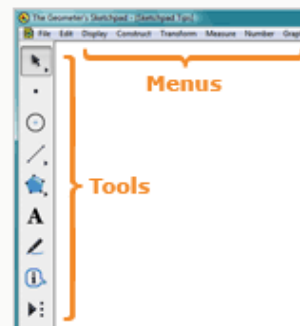 The Geometer's Sketchpad - [Sketchpad Tips]
File Edit Display Construct Transform Measure Number Grap
Menus
Tools
A